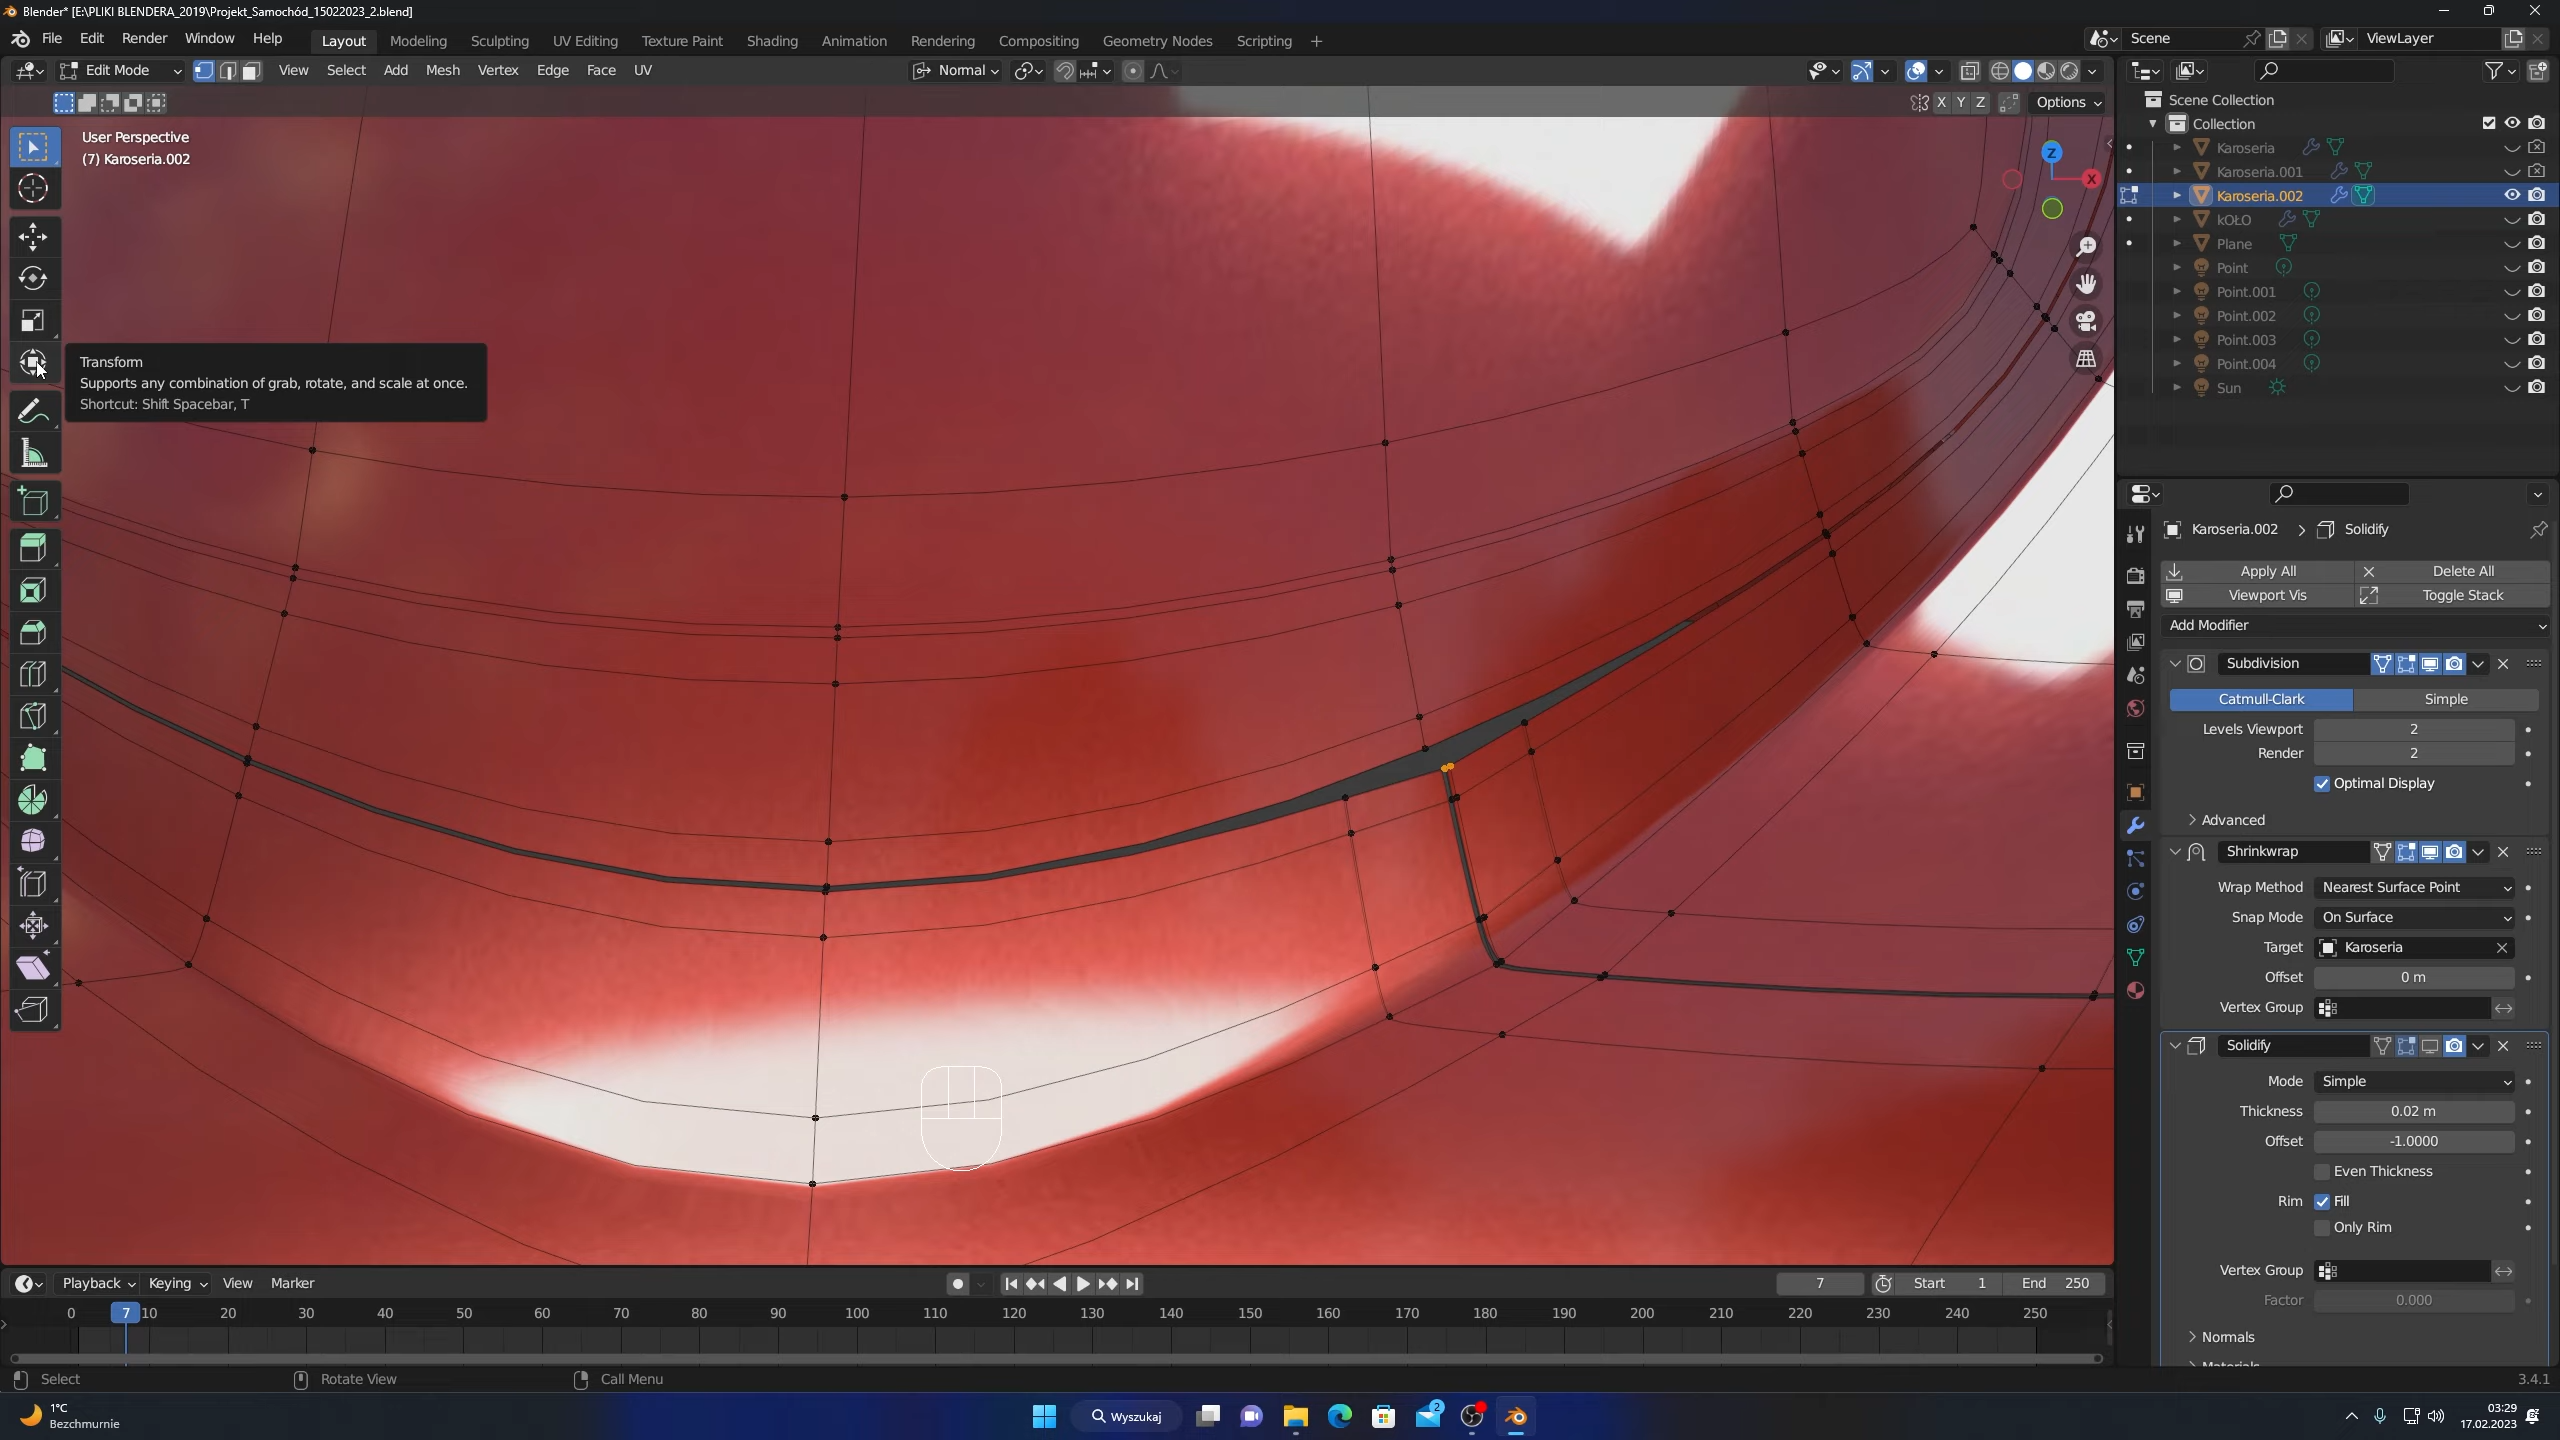 Blender* [E:\PLIKI BLENDERA_2019\Projekt_Samochód_15022023_2.blend]
File Edit Render Window Help Layout Modeling Sculpting UV Editing Texture Paint Shading Animation Rendering Compositing Geometry Nodes Scripting + Scene ViewLayer
Edit Mode View Select Add Mesh Vertex Edge Face UV Normal
X Y Z Options
User Perspective
(7) Karoseria.002
Z
X
Transform
Supports any combination of grab, rotate, and scale at once.
Shortcut: Shift Spacebar, T
Scene Collection
Collection
Karoseria
Karoseria.001
Karoseria.002
kOŁO
Plane
Point
Point.001
Point.002
Point.003
Point.004
Sun
Karoseria.002 > Solidify
Apply All Delete All
Viewport Vis Toggle Stack
Add Modifier
Subdivision
Catmull-Clark Simple
Levels Viewport 2
Render 2
Optimal Display
Advanced
Shrinkwrap
Wrap Method Nearest Surface Point
Snap Mode On Surface
Target Karoseria
Offset 0 m
Vertex Group
Solidify
Mode Simple
Thickness 0.02 m
Offset -1.0000
Even Thickness
Rim Fill
Only Rim
Vertex Group
Factor 0.000
Normals
Materials
Playback Keying View Marker 7 Start 1 End 250
0 7 10 20 30 40 50 60 70 80 90 100 110 120 130 140 150 160 170 180 190 200 210 220 230 240 250
Select Rotate View Call Menu 3.4.1
1°C
Bezchmurnie
Wyszukaj
2
03:29
17.02.2023